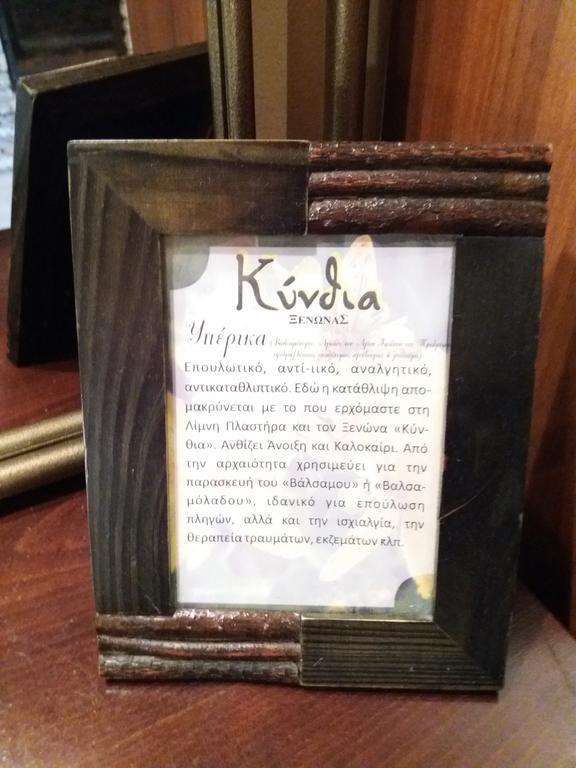 Κύνθια
ΞΕΝΩΝΑΣ
Υπέρικα
Επουλωτικό, αντί-ιικό, αναλγητικό,
αντικαταθλιπτικό. Εδώ η κατάθλιψη απο-
μακρύνεται με το που ερχόμαστε στη
Λίμνη Πλαστήρα και τον Ξενώνα «Κύν-
θια». Ανθίζει Άνοιξη και Καλοκαίρι. Από
την αρχαιότητα χρησιμεύει για την
παρασκευή του «Βάλσαμου» ή «Βαλσα-
μόλαδου», ιδανικό για επούλωση
πληγών, αλλά και την ισχιαλγία, την
θεραπεία τραυμάτων, εκζεμάτων κλπ.